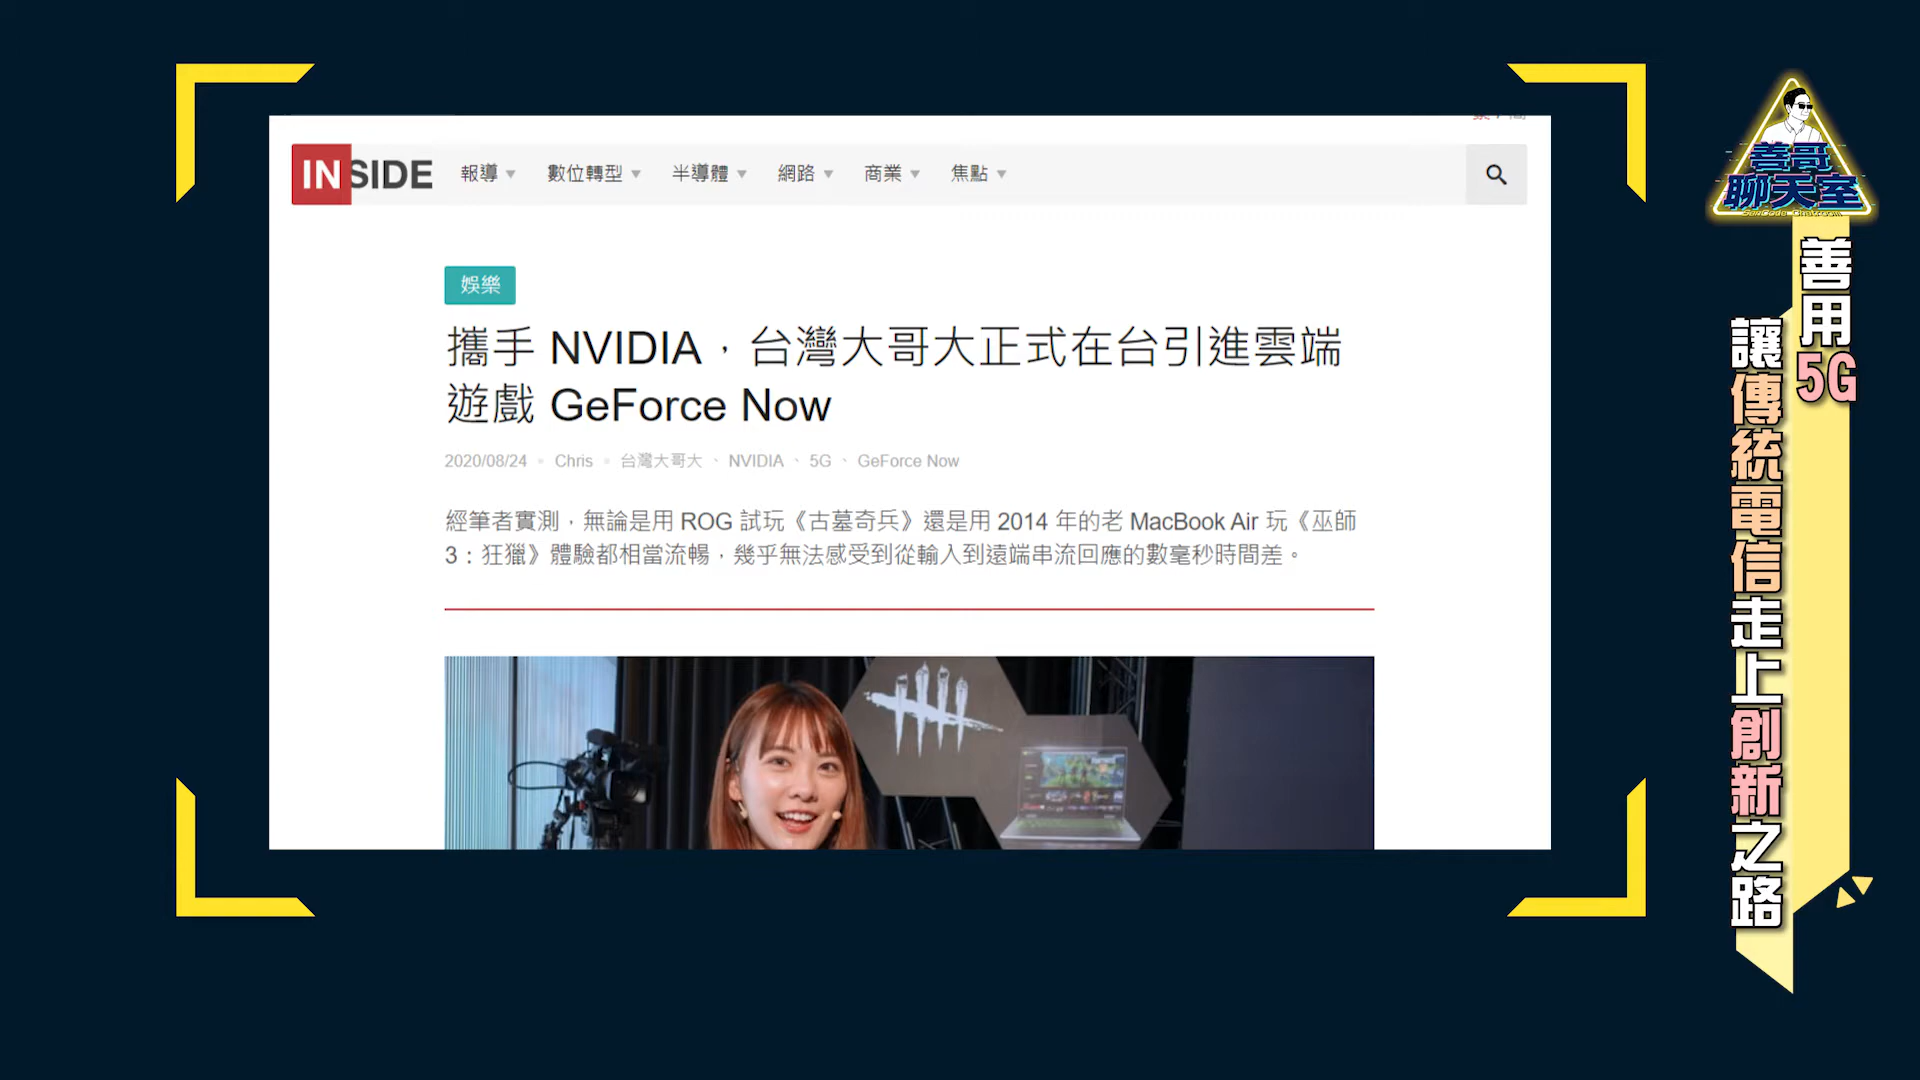 INSIDE
報導 數位轉型 半導體 網路 商業 焦點
娛樂
攜手 NVIDIA，台灣大哥大正式在台引進雲端
遊戲 GeForce Now
2020/08/24 • Chris • 台灣大哥大、NVIDIA、5G、GeForce Now
經筆者實測，無論是用 ROG 試玩《古墓奇兵》還是用 2014 年的老 MacBook Air 玩《巫師
3：狂獵》體驗都相當流暢，幾乎無法感受到從輸入到遠端串流回應的數毫秒時間差。
善哥
聊天室
善用5G
讓傳統電信走上創新之路